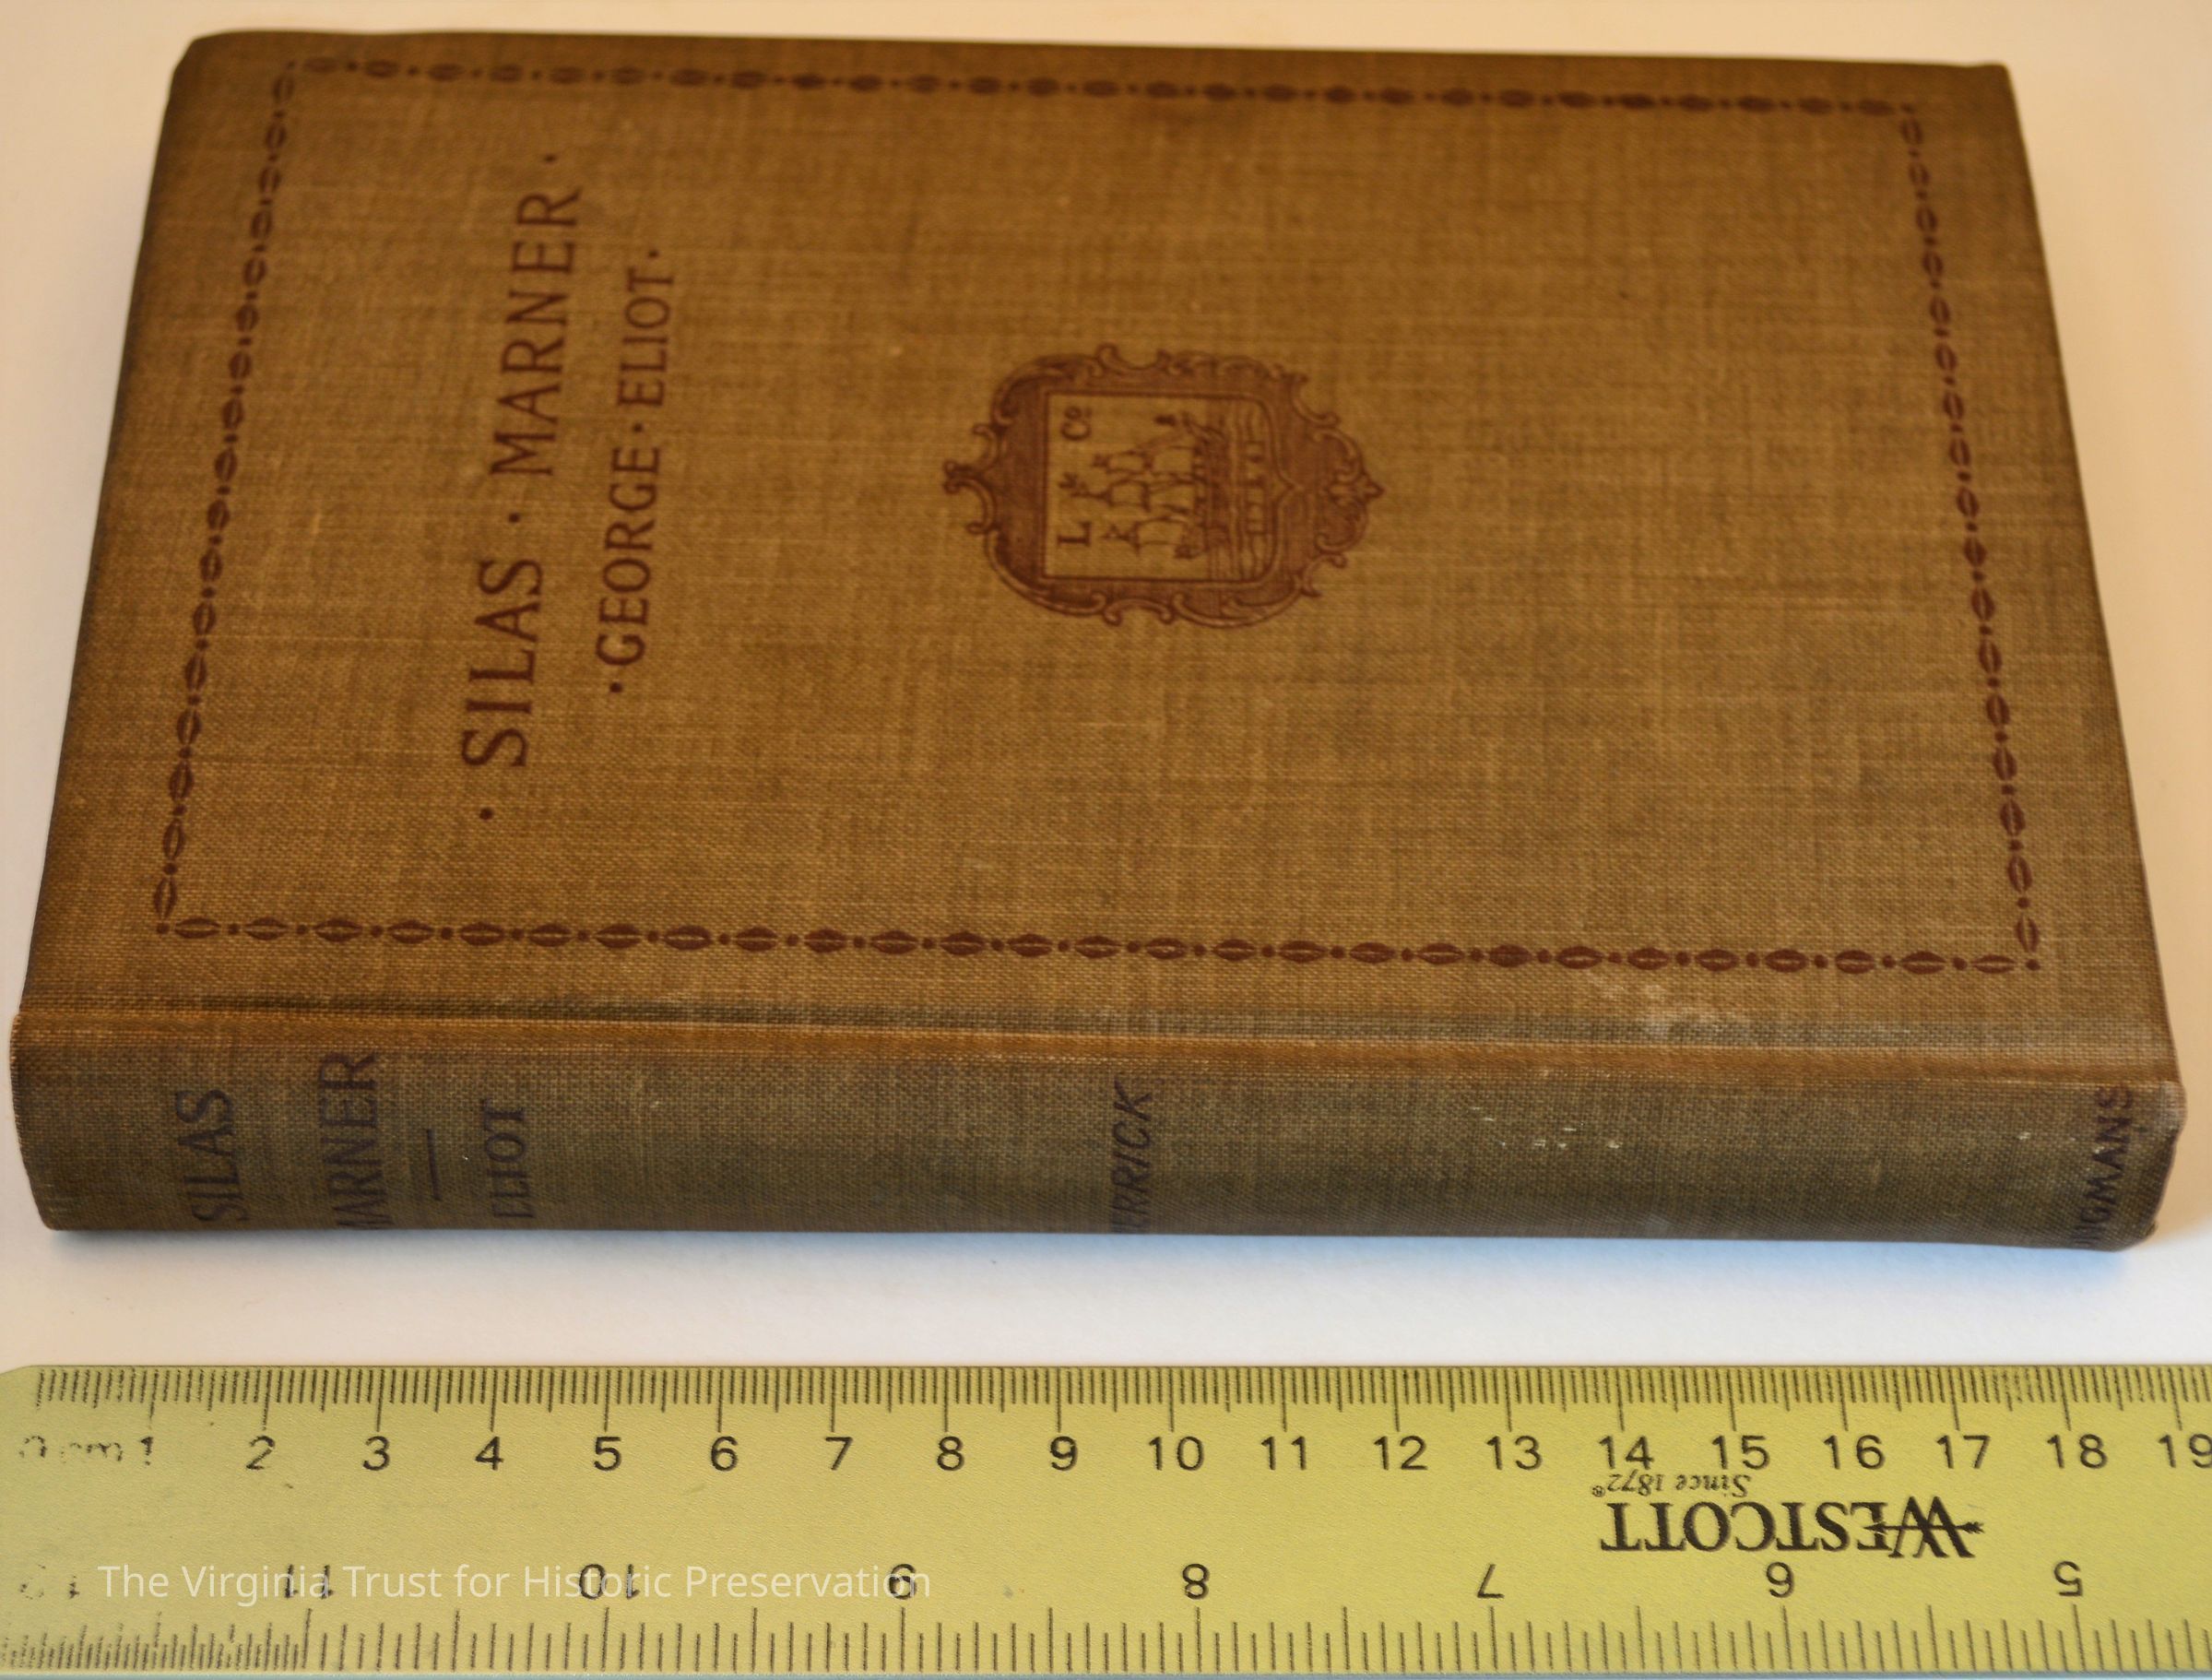 · SILAS · MARNER ·
· GEORGE · ELIOT ·
L Co
SILAS
MARNER
ELIOT
0 cm 1 2 3 4 5 6 7 8 9 10 11 12 13 14 15 16 17 18 19
WESTCOTT
Since 1872®
11 10 9 8 7 6 5
The Virginia Trust for Historic Preservation